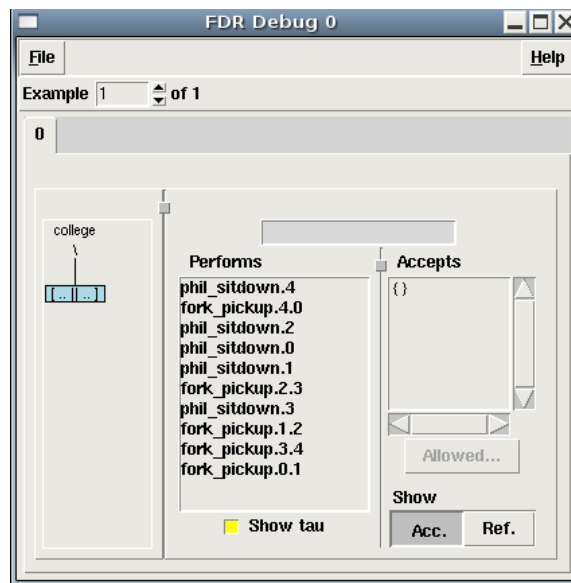 FDR Debug 0
File Help
Example 1 of 1
0
college
\
[ .. || .. ]
Performs
phil_sitdown.4
fork_pickup.4.0
phil_sitdown.2
phil_sitdown.0
phil_sitdown.1
fork_pickup.2.3
phil_sitdown.3
fork_pickup.1.2
fork_pickup.3.4
fork_pickup.0.1
Show tau
Accepts
{ }
Allowed...
Show
Acc. Ref.